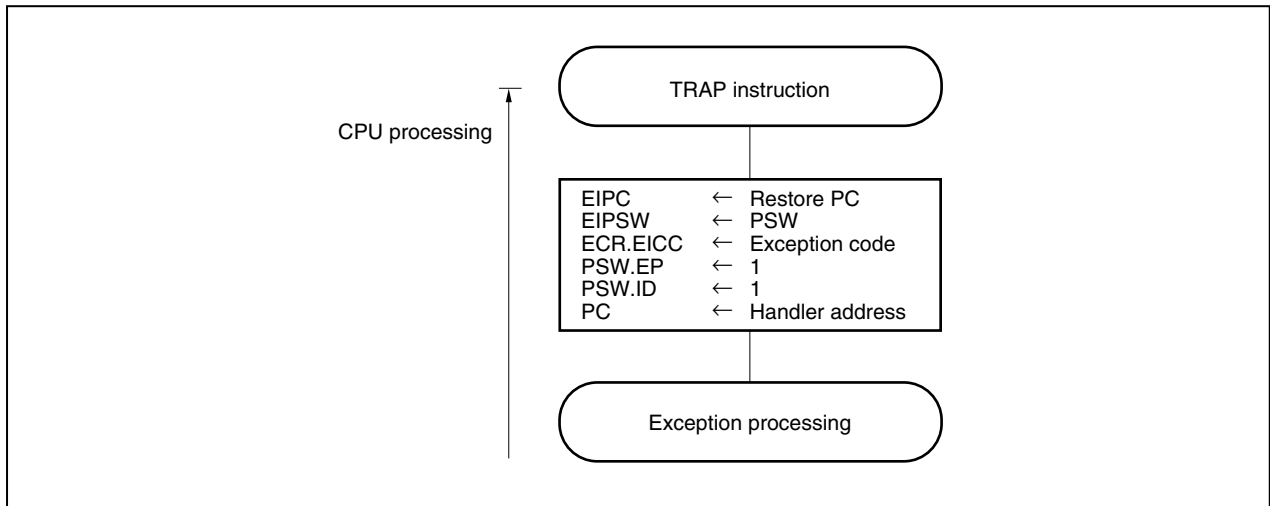 TRAP instruction
CPU processing
EIPC ← Restore PC
EIPSW ← PSW
ECR.EICC ← Exception code
PSW.EP ← 1
PSW.ID ← 1
PC ← Handler address
Exception processing